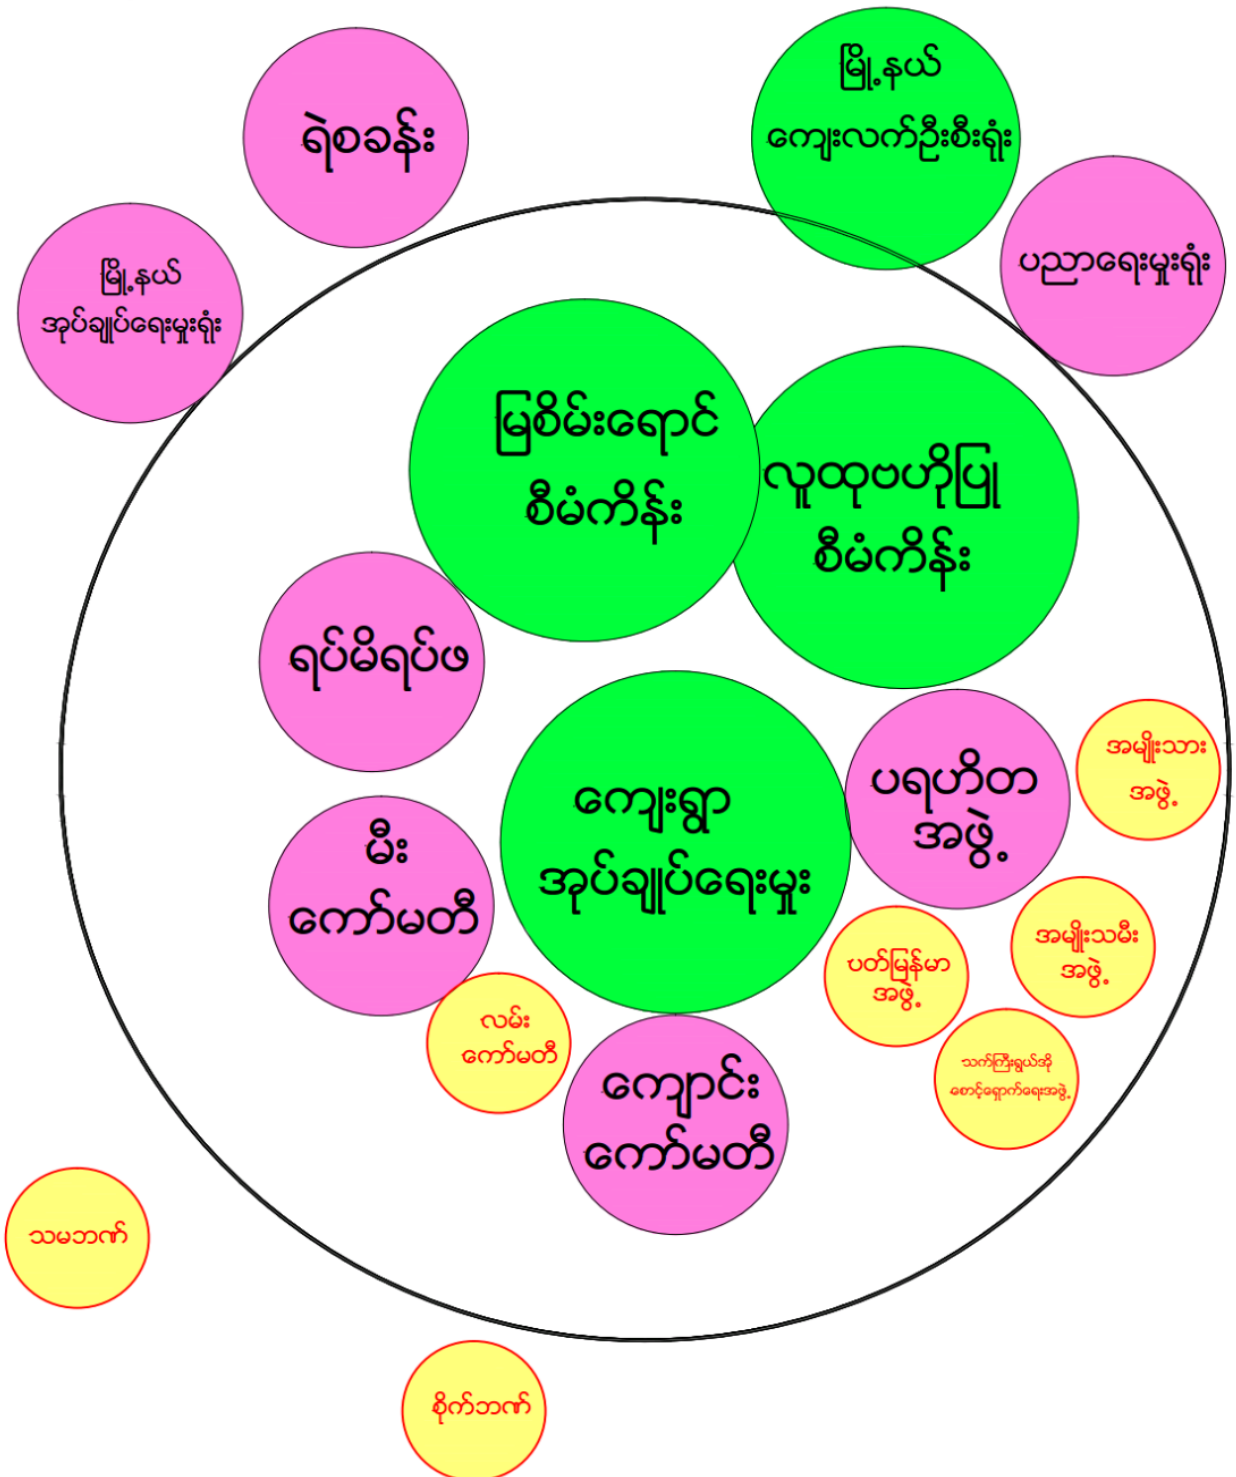 မြို့နယ်
ကျေးလက်ဦးစီးရုံး
ရဲစခန်း
ပညာရေးမှူးရုံး
မြို့နယ်
အုပ်ချုပ်ရေးမှူးရုံး
မြစိမ်းရောင်
စီမံကိန်း
လူထုဗဟိုပြု
စီမံကိန်း
ရပ်မိရပ်ဖ
ကျေးရွာ
အုပ်ချုပ်ရေးမှူး
ပရဟိတ
အဖွဲ့
အမျိုးသား
အဖွဲ့
မီး
ကော်မတီ
အမျိုးသမီး
အဖွဲ့
ပတ်မြန်မာ
အဖွဲ့
လမ်း
ကော်မတီ
သက်ကြီးရွယ်အို
စောင့်ရှောက်ရေးအဖွဲ့
ကျောင်း
ကော်မတီ
သမဘဏ်
စိုက်ဘဏ်